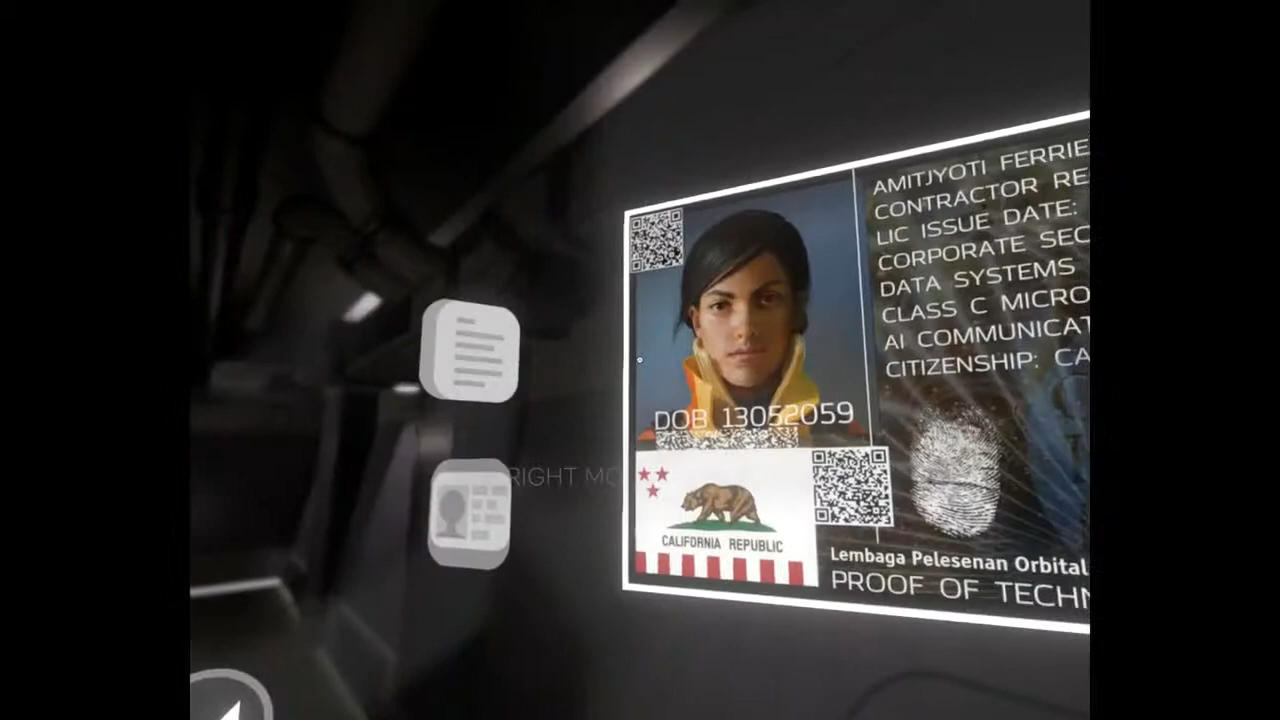 AMITJYOTI FERRIE
CONTRACTOR RE
LIC ISSUE DATE:
CORPORATE SEC
DATA SYSTEMS
CLASS C MICRO
AI COMMUNICAT
CITIZENSHIP: CA
DOB 13052059
RIGHT MO
CALIFORNIA REPUBLIC
Lembaga Pelesenan Orbital
PROOF OF TECHN